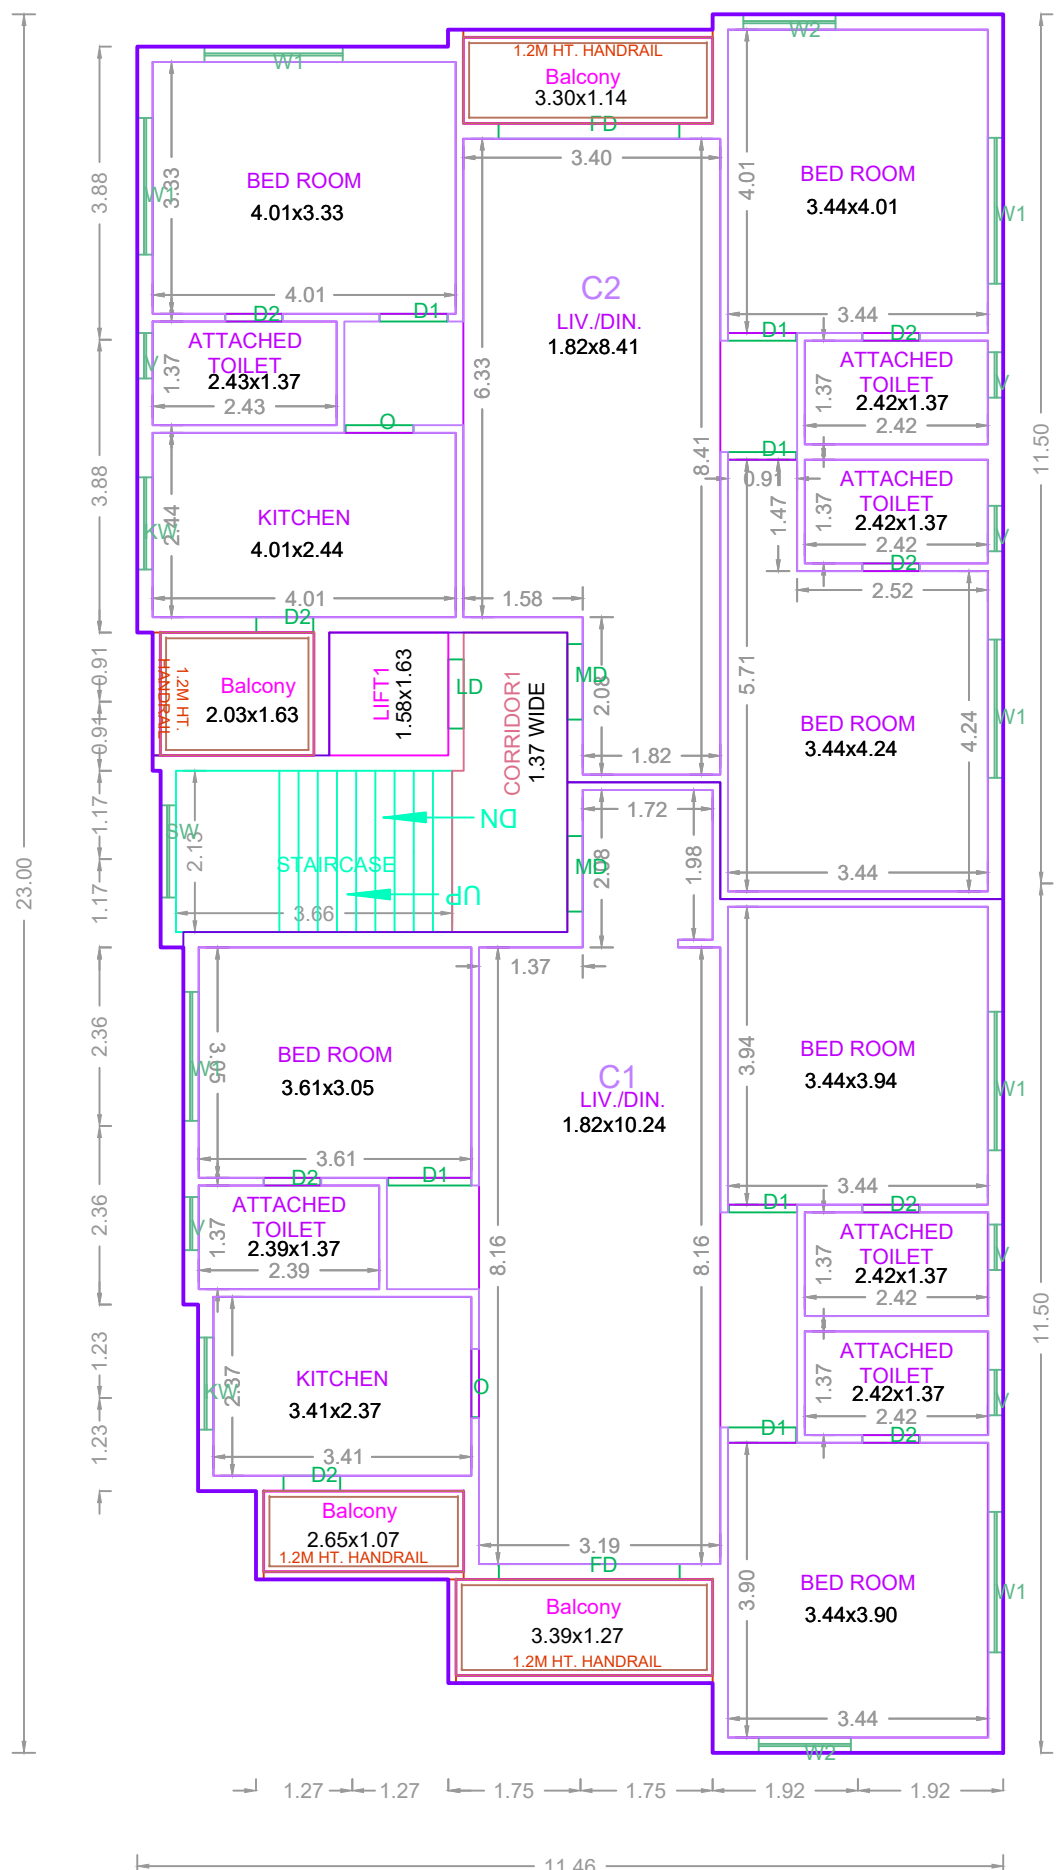 W2
1.2M HT. HANDRAIL
Balcony
3.30x1.14
W1
FD
3.40
4.01
BED ROOM
4.01x3.33
BED ROOM
3.44x4.01
3.88
W1
3.33
W1
C2
LIV./DIN.
1.82x8.41
4.01
D2
D1
3.44
D1
D2
ATTACHED
TOILET
2.43x1.37
V
1.37
2.43
6.33
ATTACHED
TOILET
2.42x1.37
1.37
2.42
V
O
11.50
8.41
D1
0.91
3.88
KW
2.44
KITCHEN
4.01x2.44
1.47
ATTACHED
TOILET
2.42x1.37
1.37
2.42
V
D2
4.01
1.58
2.52
D2
0.91
0.91
1.2M HT.
HANDRAIL
Balcony
2.03x1.63
LIFT1
1.58x1.63
LD
CORRIDOR1
1.37 WIDE
MD
2.08
5.71
BED ROOM
3.44x4.24
4.24
W1
1.82
1.17
1.17
SW
2.13
DN
STAIRCASE
UP
3.66
1.72
MD
2.08
1.98
3.44
23.00
1.37
2.36
W1
3.05
BED ROOM
3.61x3.05
C1
LIV./DIN.
1.82x10.24
3.94
BED ROOM
3.44x3.94
W1
3.61
D2
D1
3.44
D1
D2
2.36
V
1.37
ATTACHED
TOILET
2.39x1.37
2.39
8.16
8.16
ATTACHED
TOILET
2.42x1.37
1.37
2.42
V
11.50
1.23
1.23
KW
2.37
KITCHEN
3.41x2.37
O
ATTACHED
TOILET
2.42x1.37
1.37
2.42
V
D1
D2
3.41
D2
Balcony
2.65x1.07
1.2M HT. HANDRAIL
3.19
FD
3.90
BED ROOM
3.44x3.90
W1
Balcony
3.39x1.27
1.2M HT. HANDRAIL
3.44
W2
1.27
1.27
1.75
1.75
1.92
1.92
11.46